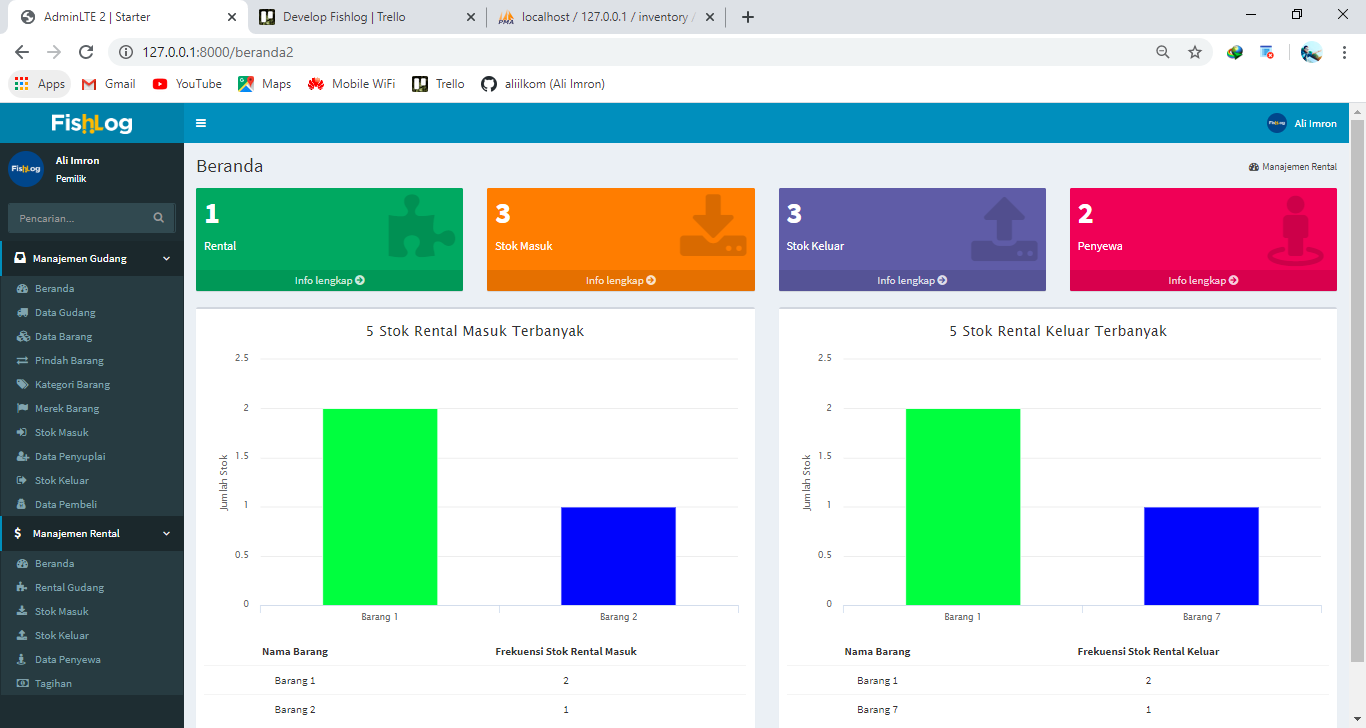 AdminLTE 2 | Starter
Develop Fishlog | Trello
localhost / 127.0.0.1 / inventory /
127.0.0.1:8000/beranda2
Apps
Gmail
YouTube
Maps
Mobile WiFi
Trello
aliilkom (Ali Imron)
FishLog
Ali Imron
FishLog
Ali Imron
Pemilik
Pencarian...
Manajemen Gudang
Beranda
Data Gudang
Data Barang
Pindah Barang
Kategori Barang
Merek Barang
Stok Masuk
Data Penyuplai
Stok Keluar
Data Pembeli
Manajemen Rental
Beranda
Rental Gudang
Stok Masuk
Stok Keluar
Data Penyewa
Tagihan
Beranda
Manajemen Rental
1
Rental
Info lengkap
3
Stok Masuk
Info lengkap
3
Stok Keluar
Info lengkap
2
Penyewa
Info lengkap
5 Stok Rental Masuk Terbanyak
Jumlah Stok
2.5
2
1.5
1
0.5
0
Barang 1
Barang 2
Nama Barang Frekuensi Stok Rental Masuk
Barang 1 2
Barang 2 1
5 Stok Rental Keluar Terbanyak
Jumlah Stok
2.5
2
1.5
1
0.5
0
Barang 1
Barang 7
Nama Barang Frekuensi Stok Rental Keluar
Barang 1 2
Barang 7 1